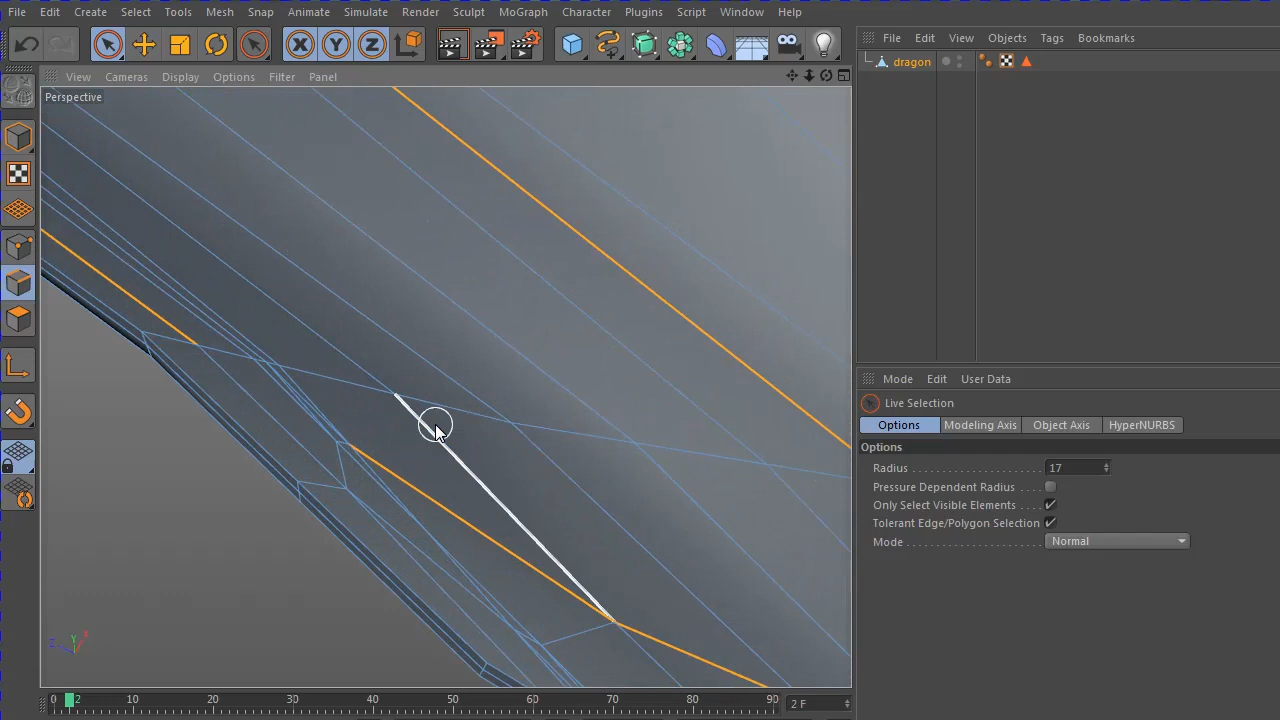 File Edit Create Select Tools Mesh Snap Animate Simulate Render Sculpt MoGraph Character Plugins Script Window Help
X Y Z
File Edit View Objects Tags Bookmarks
dragon
View Cameras Display Options Filter Panel
Perspective
Mode Edit User Data
Live Selection
Options Modeling Axis Object Axis HyperNURBS
Options
Radius 17
Pressure Dependent Radius
Only Select Visible Elements
Tolerant Edge/Polygon Selection
Mode Normal
Z Y X
0 2 10 20 30 40 50 60 70 80 90
2 F